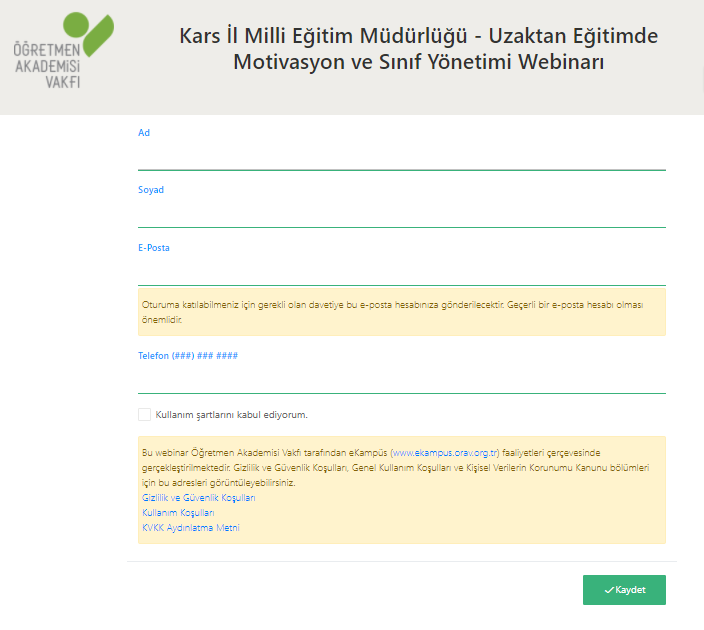 ÖĞRETMEN
AKADEMİSİ
VAKFI
Kars İl Milli Eğitim Müdürlüğü - Uzaktan Eğitimde
Motivasyon ve Sınıf Yönetimi Webinarı
Ad
Soyad
E-Posta
Oturuma katılabilmeniz için gerekli olan davetiye bu e-posta hesabınıza gönderilecektir. Geçerli bir e-posta hesabı olması
önemlidir.
Telefon (###) ### ####
Kullanım şartlarını kabul ediyorum.
Bu webinar Öğretmen Akademisi Vakfı tarafından eKampüs (www.ekampus.orav.org.tr) faaliyetleri çerçevesinde
gerçekleştirilmektedir. Gizlilik ve Güvenlik Koşulları, Genel Kullanım Koşulları ve Kişisel Verilerin Korunumu Kanunu bölümleri
için bu adresleri görüntüleyebilirsiniz.
Gizlilik ve Güvenlik Koşulları
Kullanım Koşulları
KVKK Aydınlatma Metni
Kaydet